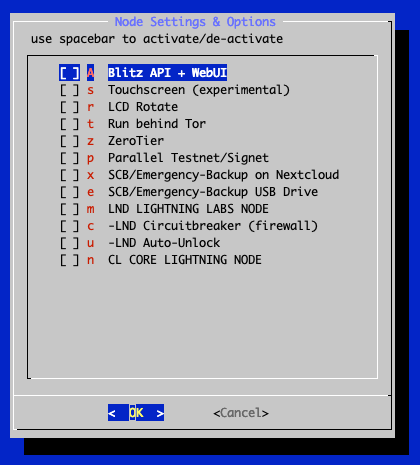 Node Settings & Options
use spacebar to activate/de-activate
[ ] A Blitz API + WebUI
[ ] s Touchscreen (experimental)
[ ] r LCD Rotate
[ ] t Run behind Tor
[ ] z ZeroTier
[ ] p Parallel Testnet/Signet
[ ] x SCB/Emergency-Backup on Nextcloud
[ ] e SCB/Emergency-Backup USB Drive
[ ] m LND LIGHTNING LABS NODE
[ ] c -LND Circuitbreaker (firewall)
[ ] u -LND Auto-Unlock
[ ] n CL CORE LIGHTNING NODE
< OK > <Cancel>